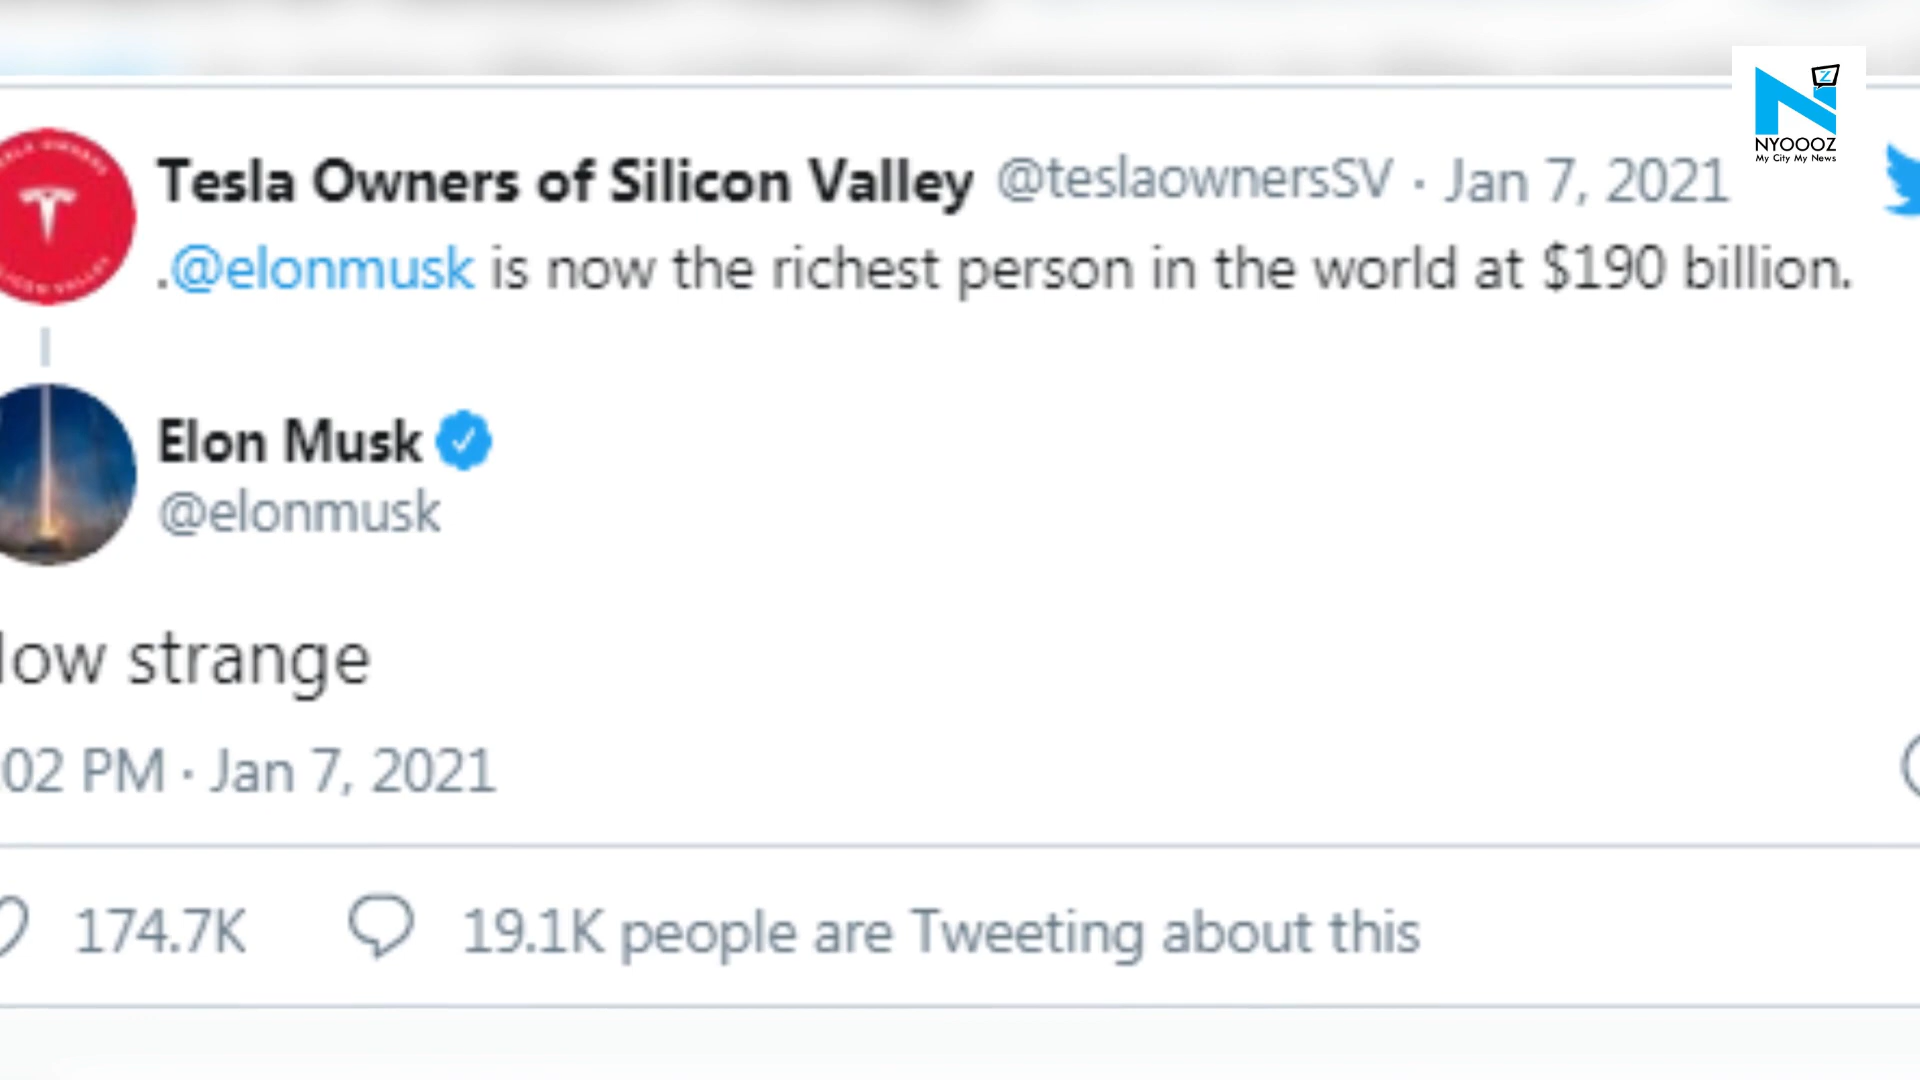 NYOOOZ
My City My News
Tesla Owners of Silicon Valley @teslaownersSV · Jan 7, 2021
.@elonmusk is now the richest person in the world at $190 billion.
Elon Musk
@elonmusk
strange
02 PM · Jan 7, 2021
174.7K 19.1K people are Tweeting about this